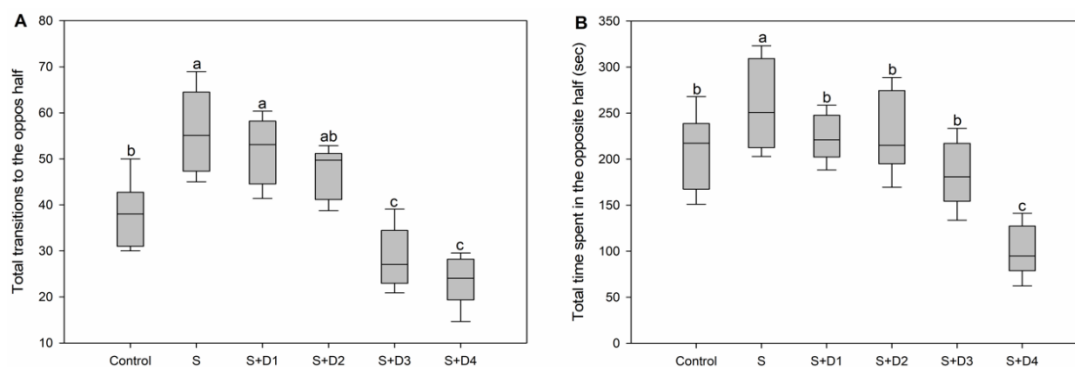 A
Total transitions to the oppos half
80
70
60
50
40
30
20
10
b
a
a
ab
c
c
Control S S+D1 S+D2 S+D3 S+D4
B
Total time spent in the opposite half (sec)
350
300
250
200
150
100
50
0
b
a
b
b
b
c
Control S S+D1 S+D2 S+D3 S+D4